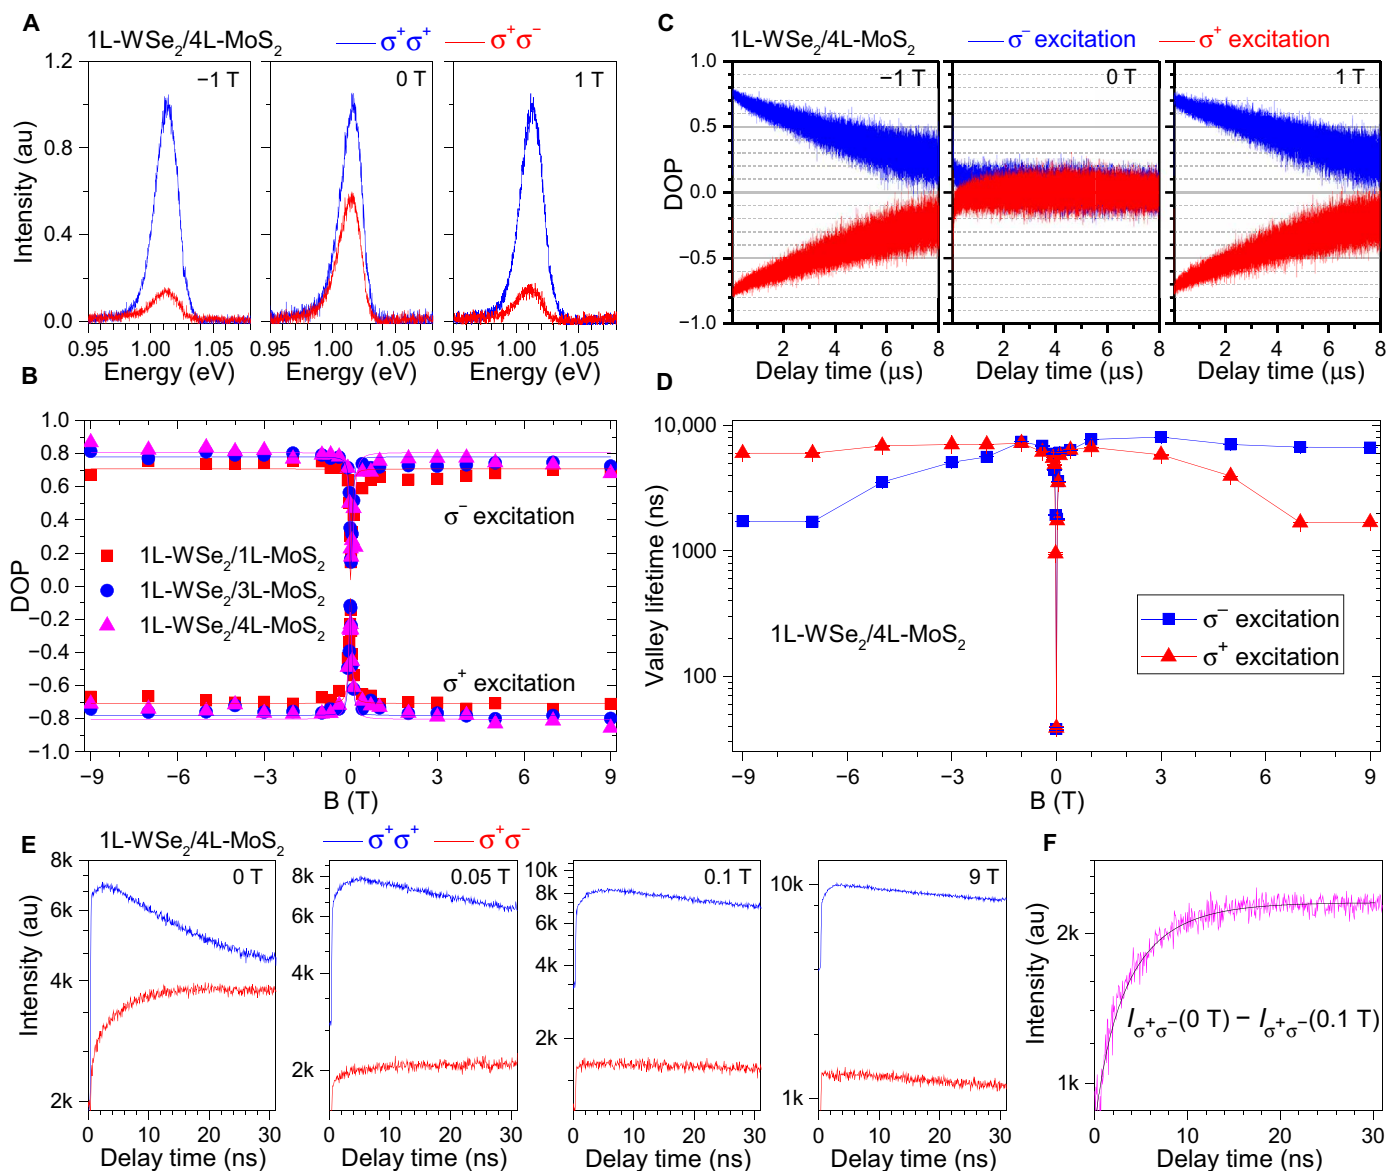 A
1L-WSe₂/4L-MoS₂ σ⁺σ⁺ σ⁺σ⁻
−1 T 0 T 1 T
1.2
0.8
0.4
0.0
Intensity (au)
0.95 1.00 1.05 0.95 1.00 1.05 0.95 1.00 1.05
Energy (eV) Energy (eV) Energy (eV)
C
1L-WSe₂/4L-MoS₂ σ⁻ excitation σ⁺ excitation
−1 T 0 T 1 T
1.0
0.5
0.0
−0.5
−1.0
DOP
2 4 6 8 2 4 6 8 2 4 6 8
Delay time (μs) Delay time (μs) Delay time (μs)
B
1.0
0.8
0.6
0.4
0.2
0.0
−0.2
−0.4
−0.6
−0.8
−1.0
DOP
σ⁻ excitation
1L-WSe₂/1L-MoS₂
1L-WSe₂/3L-MoS₂
1L-WSe₂/4L-MoS₂
σ⁺ excitation
−9 −6 −3 0 3 6 9
B (T)
D
10,000
1000
100
Valley lifetime (ns)
1L-WSe₂/4L-MoS₂
σ⁻ excitation
σ⁺ excitation
−9 −6 −3 0 3 6 9
B (T)
E
1L-WSe₂/4L-MoS₂ σ⁺σ⁺ σ⁺σ⁻
Intensity (au)
0 T
8k
6k
4k
2k
0 10 20 30
Delay time (ns)
0.05 T
8k
6k
4k
2k
0 10 20 30
Delay time (ns)
0.1 T
10k
8k
6k
4k
2k
0 10 20 30
Delay time (ns)
9 T
10k
1k
0 10 20 30
Delay time (ns)
F
Intensity (au)
2k
1k
I_σ⁺σ⁻(0 T) − I_σ⁺σ⁻(0.1 T)
0 10 20 30
Delay time (ns)